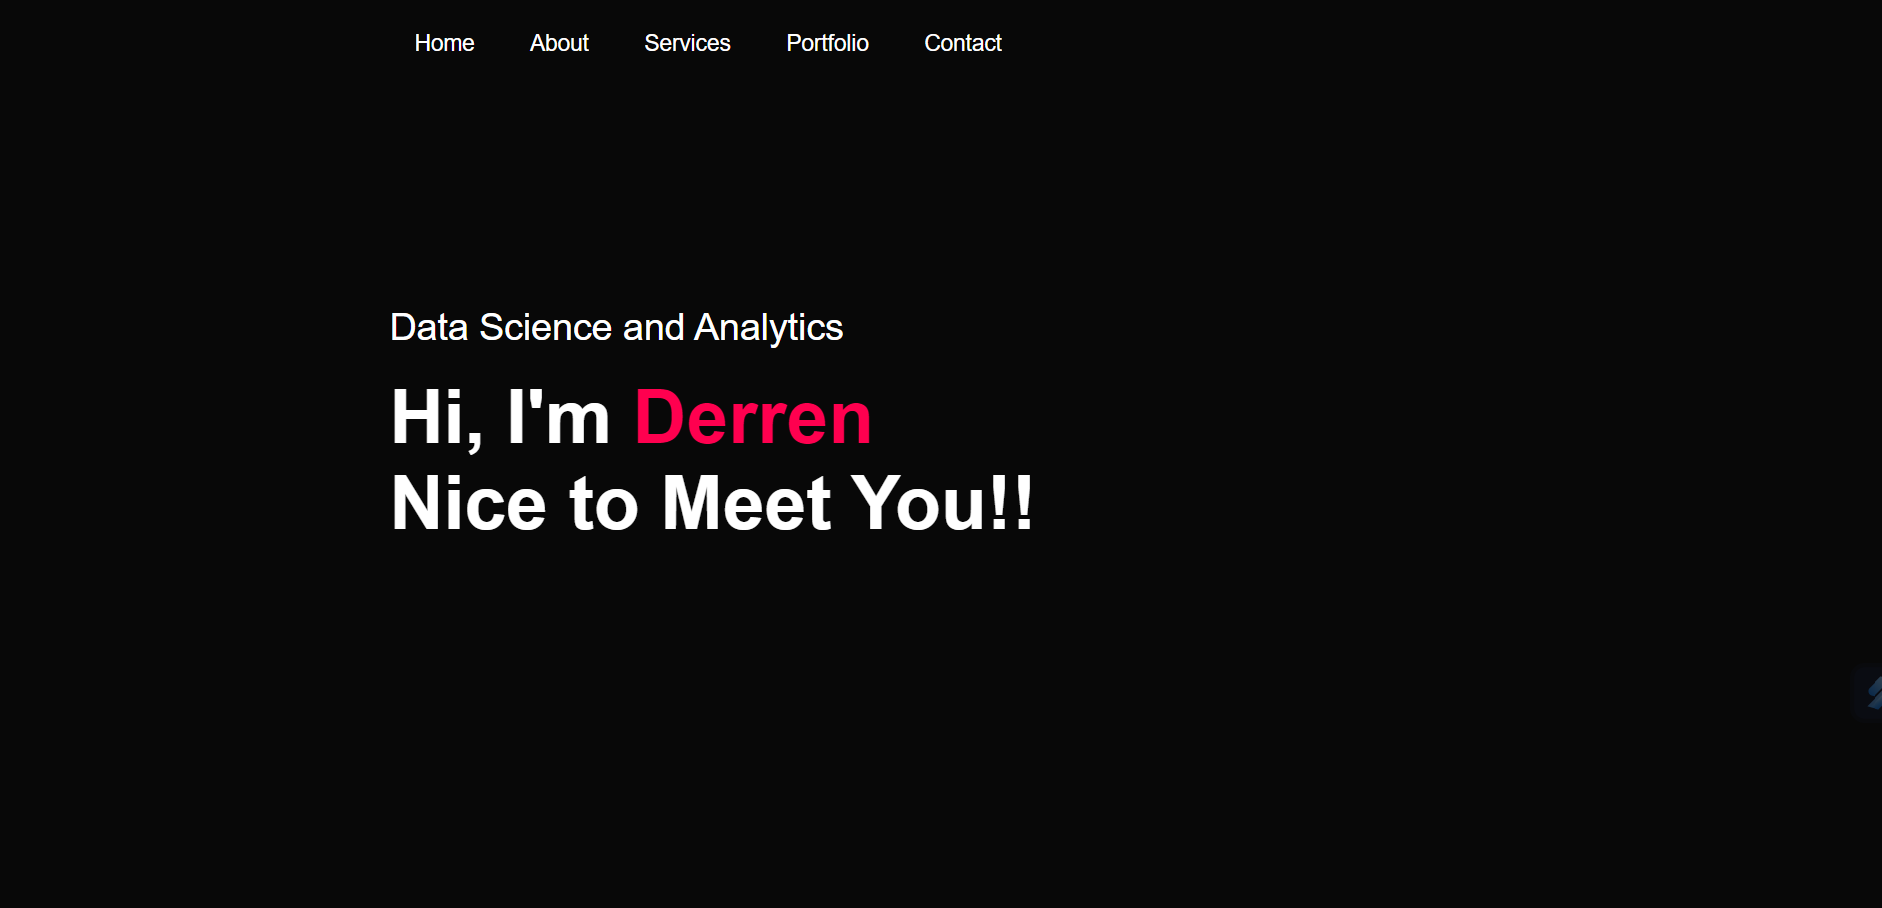 Home About Services Portfolio Contact
Data Science and Analytics
Hi, I'm Derren
Nice to Meet You!!